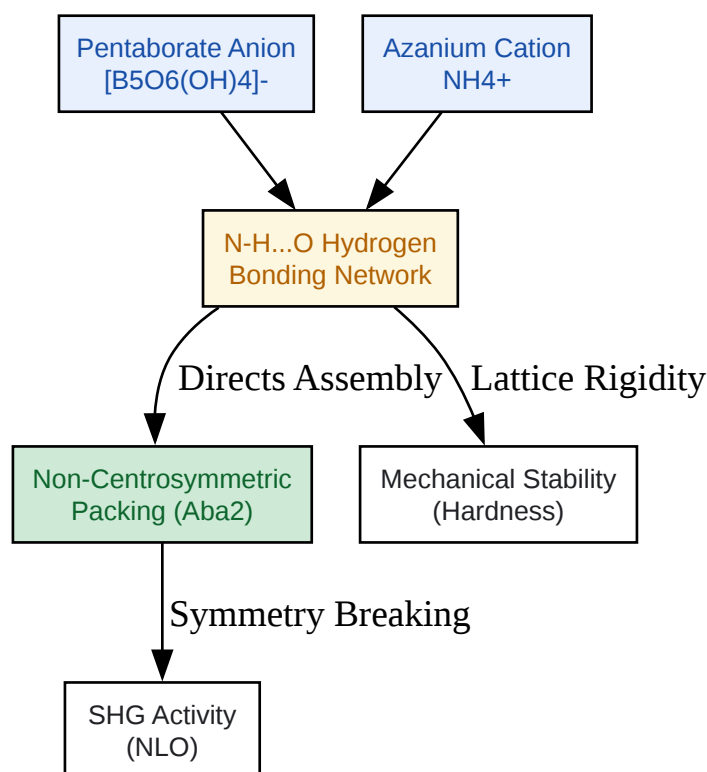 Pentaborate Anion
[B5O6(OH)4]-
Azanium Cation
NH4+
N-H...O Hydrogen
Bonding Network
Directs Assembly
Lattice Rigidity
Non-Centrosymmetric
Packing (Aba2)
Mechanical Stability
(Hardness)
Symmetry Breaking
SHG Activity
(NLO)